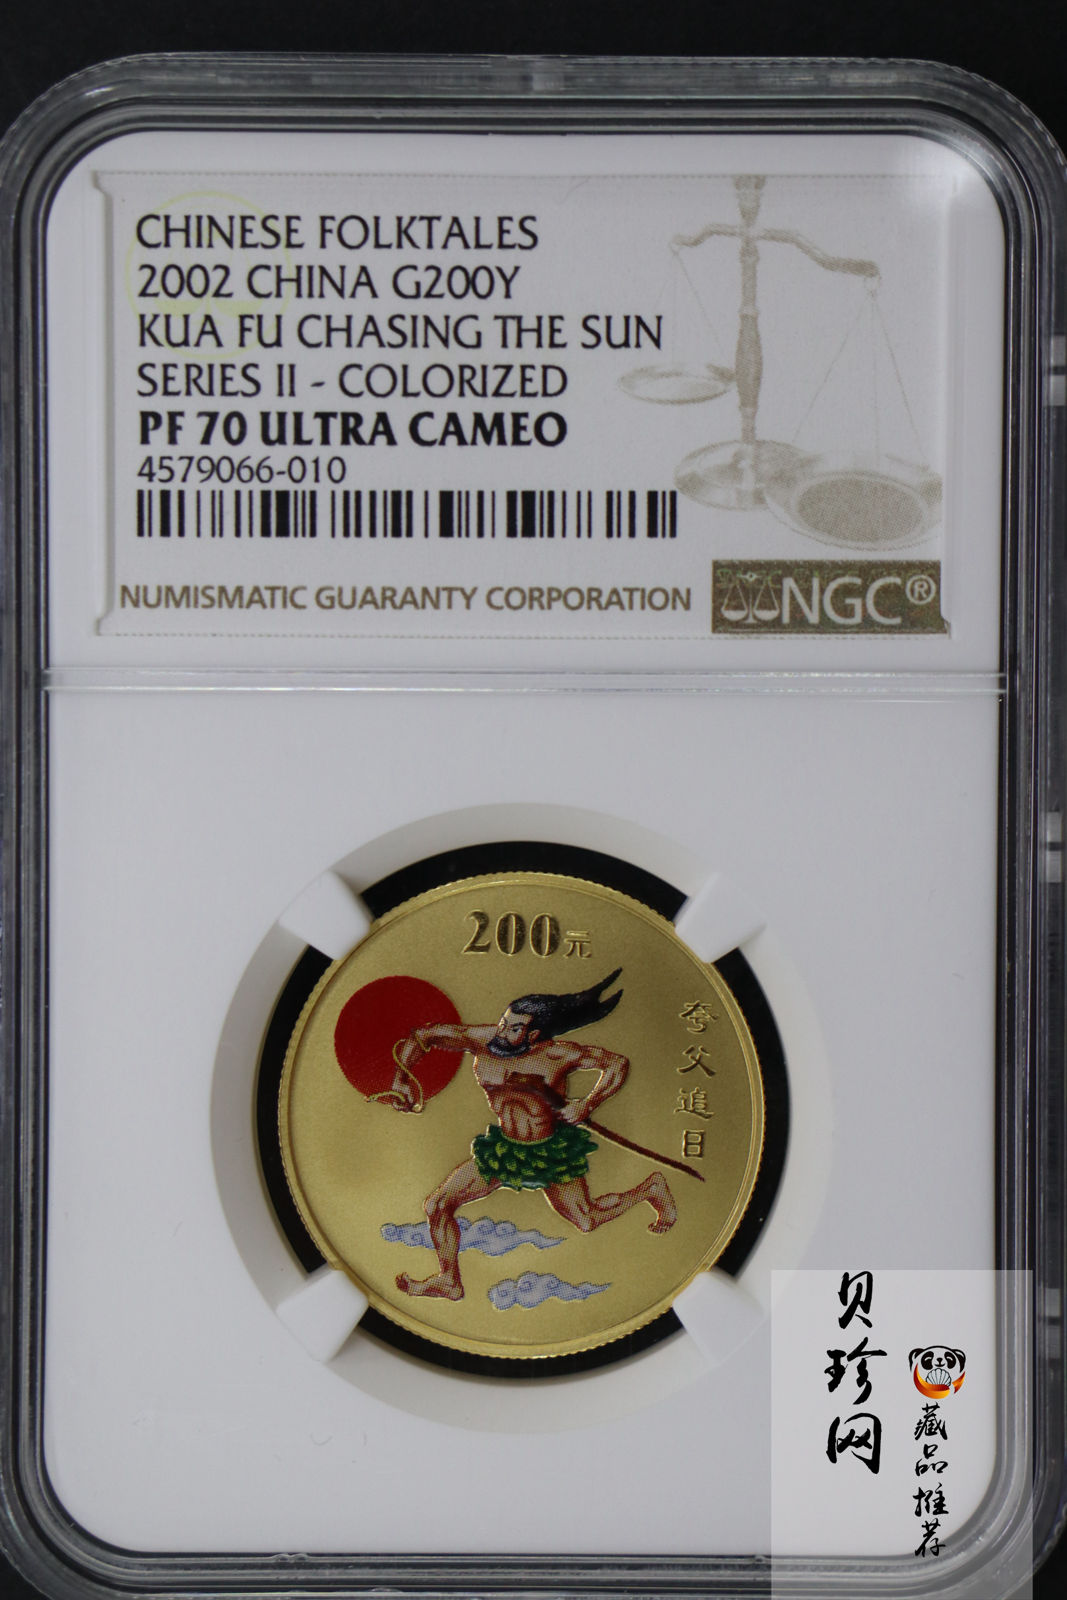 CHINESE FOLKTALES
2002 CHINA G200Y
KUA FU CHASING THE SUN
SERIES II - COLORIZED
PF 70 ULTRA CAMEO
4579066-010
NUMISMATIC GUARANTY CORPORATION
NGC®
200元
夸父追日
贝珍网
藏品推荐